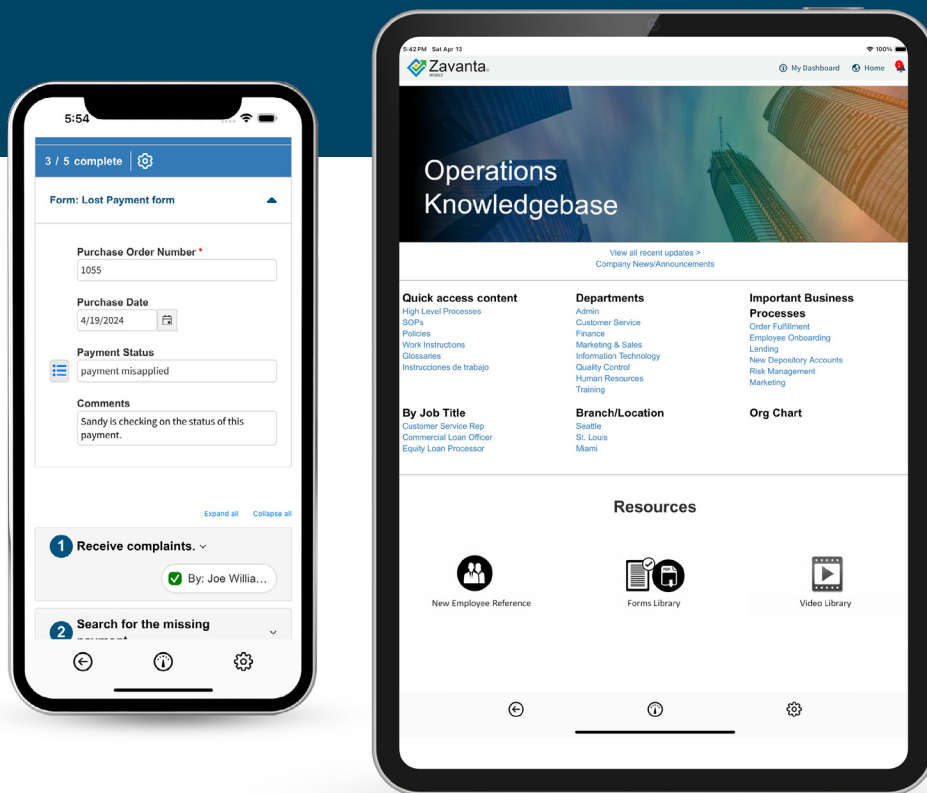 5:54
3 / 5 complete
Form: Lost Payment form
Purchase Order Number *
1055
Purchase Date
4/19/2024
Payment Status
payment misapplied
Comments
Sandy is checking on the status of this
payment.
Expand all Collapse all
1 Receive complaints.
By: Joe Willia...
2 Search for the missing
5:42 PM Sat Apr 13
100%
Zavanta
MOBILE
My Dashboard Home 1
Operations
Knowledgebase
View all recent updates >
Company News/Announcements
Quick access content
High Level Processes
SOPs
Policies
Work Instructions
Glossaries
Instrucciones de trabajo
Departments
Admin
Customer Service
Finance
Marketing & Sales
Information Technology
Quality Control
Human Resources
Training
Important Business
Processes
Order Fulfillment
Employee Onboarding
Lending
New Depository Accounts
Risk Management
Marketing
By Job Title
Customer Service Rep
Commercial Loan Officer
Equity Loan Processor
Branch/Location
Seattle
St. Louis
Miami
Org Chart
Resources
New Employee Reference
Forms Library
Video Library